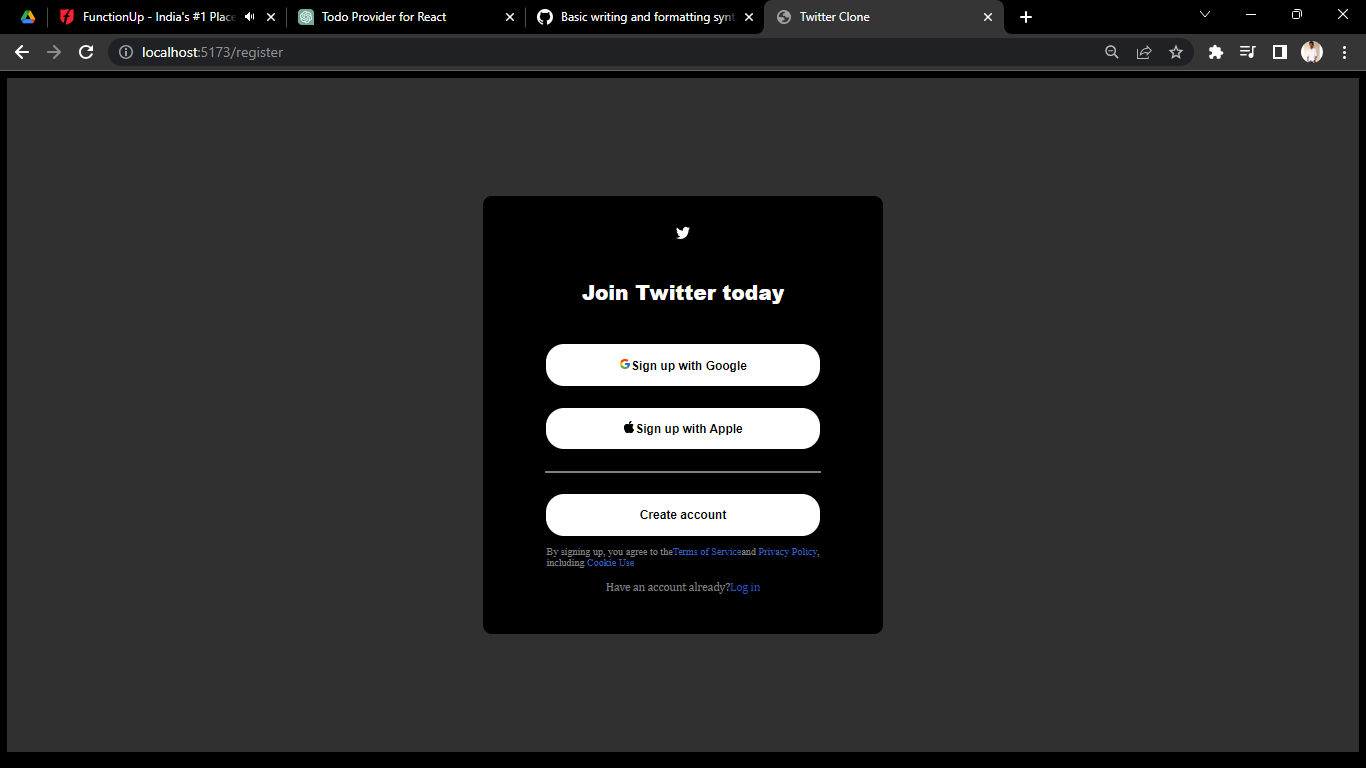 FunctionUp - India's #1 Place
Todo Provider for React
Basic writing and formatting synt
Twitter Clone
localhost:5173/register
Join Twitter today
Sign up with Google
Sign up with Apple
Create account
By signing up, you agree to theTerms of Serviceand Privacy Policy,
including Cookie Use
Have an account already?Log in